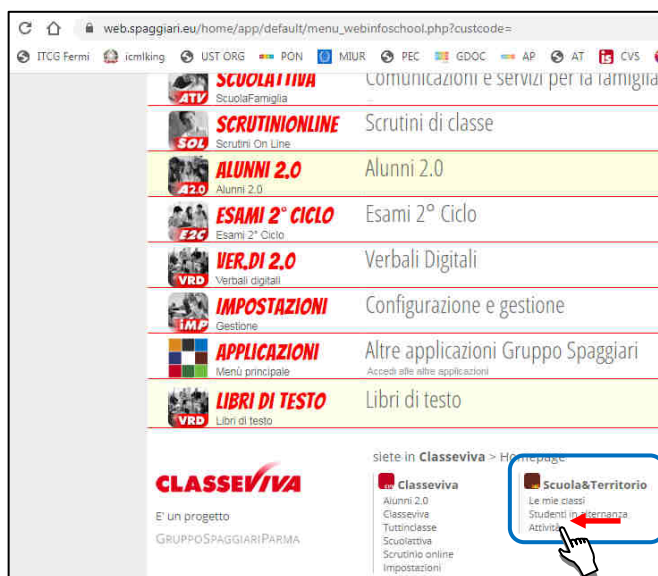 web.spaggiari.eu/home/app/default/menu_webinfoschool.php?custcode=
ITCG Fermi icmlking UST ORG PON MIUR PEC GDOC AP AT CVS
SCUOLATTIVA Comunicazioni e servizi per la famiglia
ATV ScuolaFamiglia
SCRUTINIONLINE Scrutini di classe
SOL Scrutini On Line
ALUNNI 2.0 Alunni 2.0
A2.0 Alunni 2.0
ESAMI 2° CICLO Esami 2° Ciclo
E2C Esami 2° Ciclo
VER.DI 2.0 Verbali Digitali
VRD Verbali digitali
IMPOSTAZIONI Configurazione e gestione
iMP Gestione
APPLICAZIONI Altre applicazioni Gruppo Spaggiari
Menù principale Accedi alle altre applicazioni
LIBRI DI TESTO Libri di testo
VRD Libri di testo
siete in Classeviva > Homepage
CLASSEVIVA
E' un progetto
GRUPPOSPAGGIARIPARMA
Classeviva
Alunni 2.0
Classeviva
Tuttinclasse
Scuolattiva
Scrutinio online
Impostazioni
Scuola&Territorio
Le mie classi
Studenti in alternanza
Attività